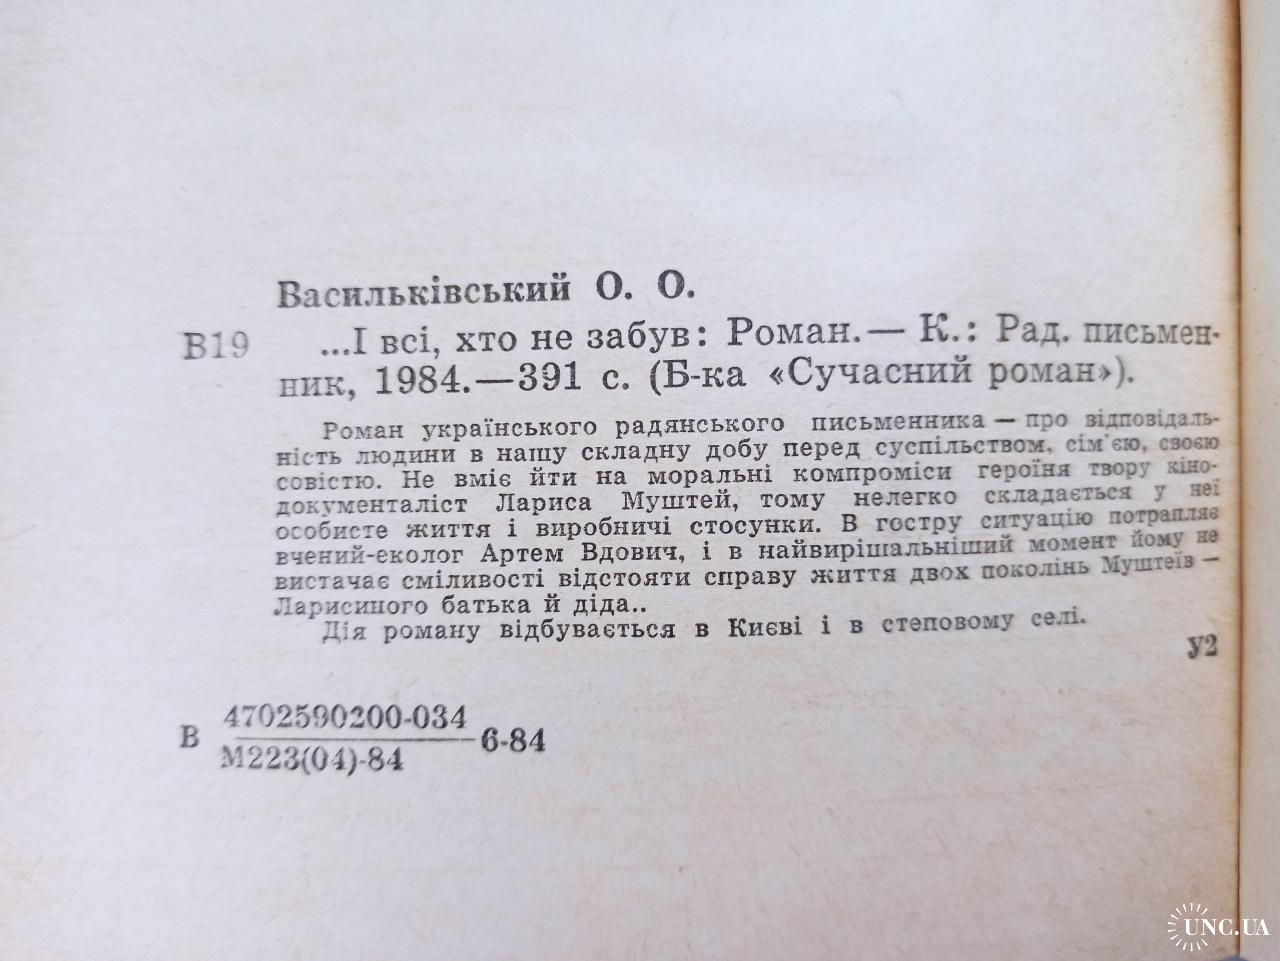 Васильківський О. О.
В19 ...І всі, хто не забув: Роман.— К.: Рад. письмен-
ник, 1984.—391 с. (Б-ка «Сучасний роман»).
Роман українського радянського письменника — про відповідаль-
ність людини в нашу складну добу перед суспільством, сім'єю, своєю
совістю. Не вміє йти на моральні компроміси героїня твору кіно-
документаліст Лариса Муштей, тому нелегко складається у неї
особисте життя і виробничі стосунки. В гостру ситуацію потрапляє
вчений-еколог Артем Вдович, і в найвирішальніший момент йому не
вистачає сміливості відстояти справу життя двох поколінь Муштеїв —
Ларисиного батька й діда..
Дія роману відбувається в Києві і в степовому селі.
У2
В 4702590200-034
М223(04)-84 6-84
UNC.UA